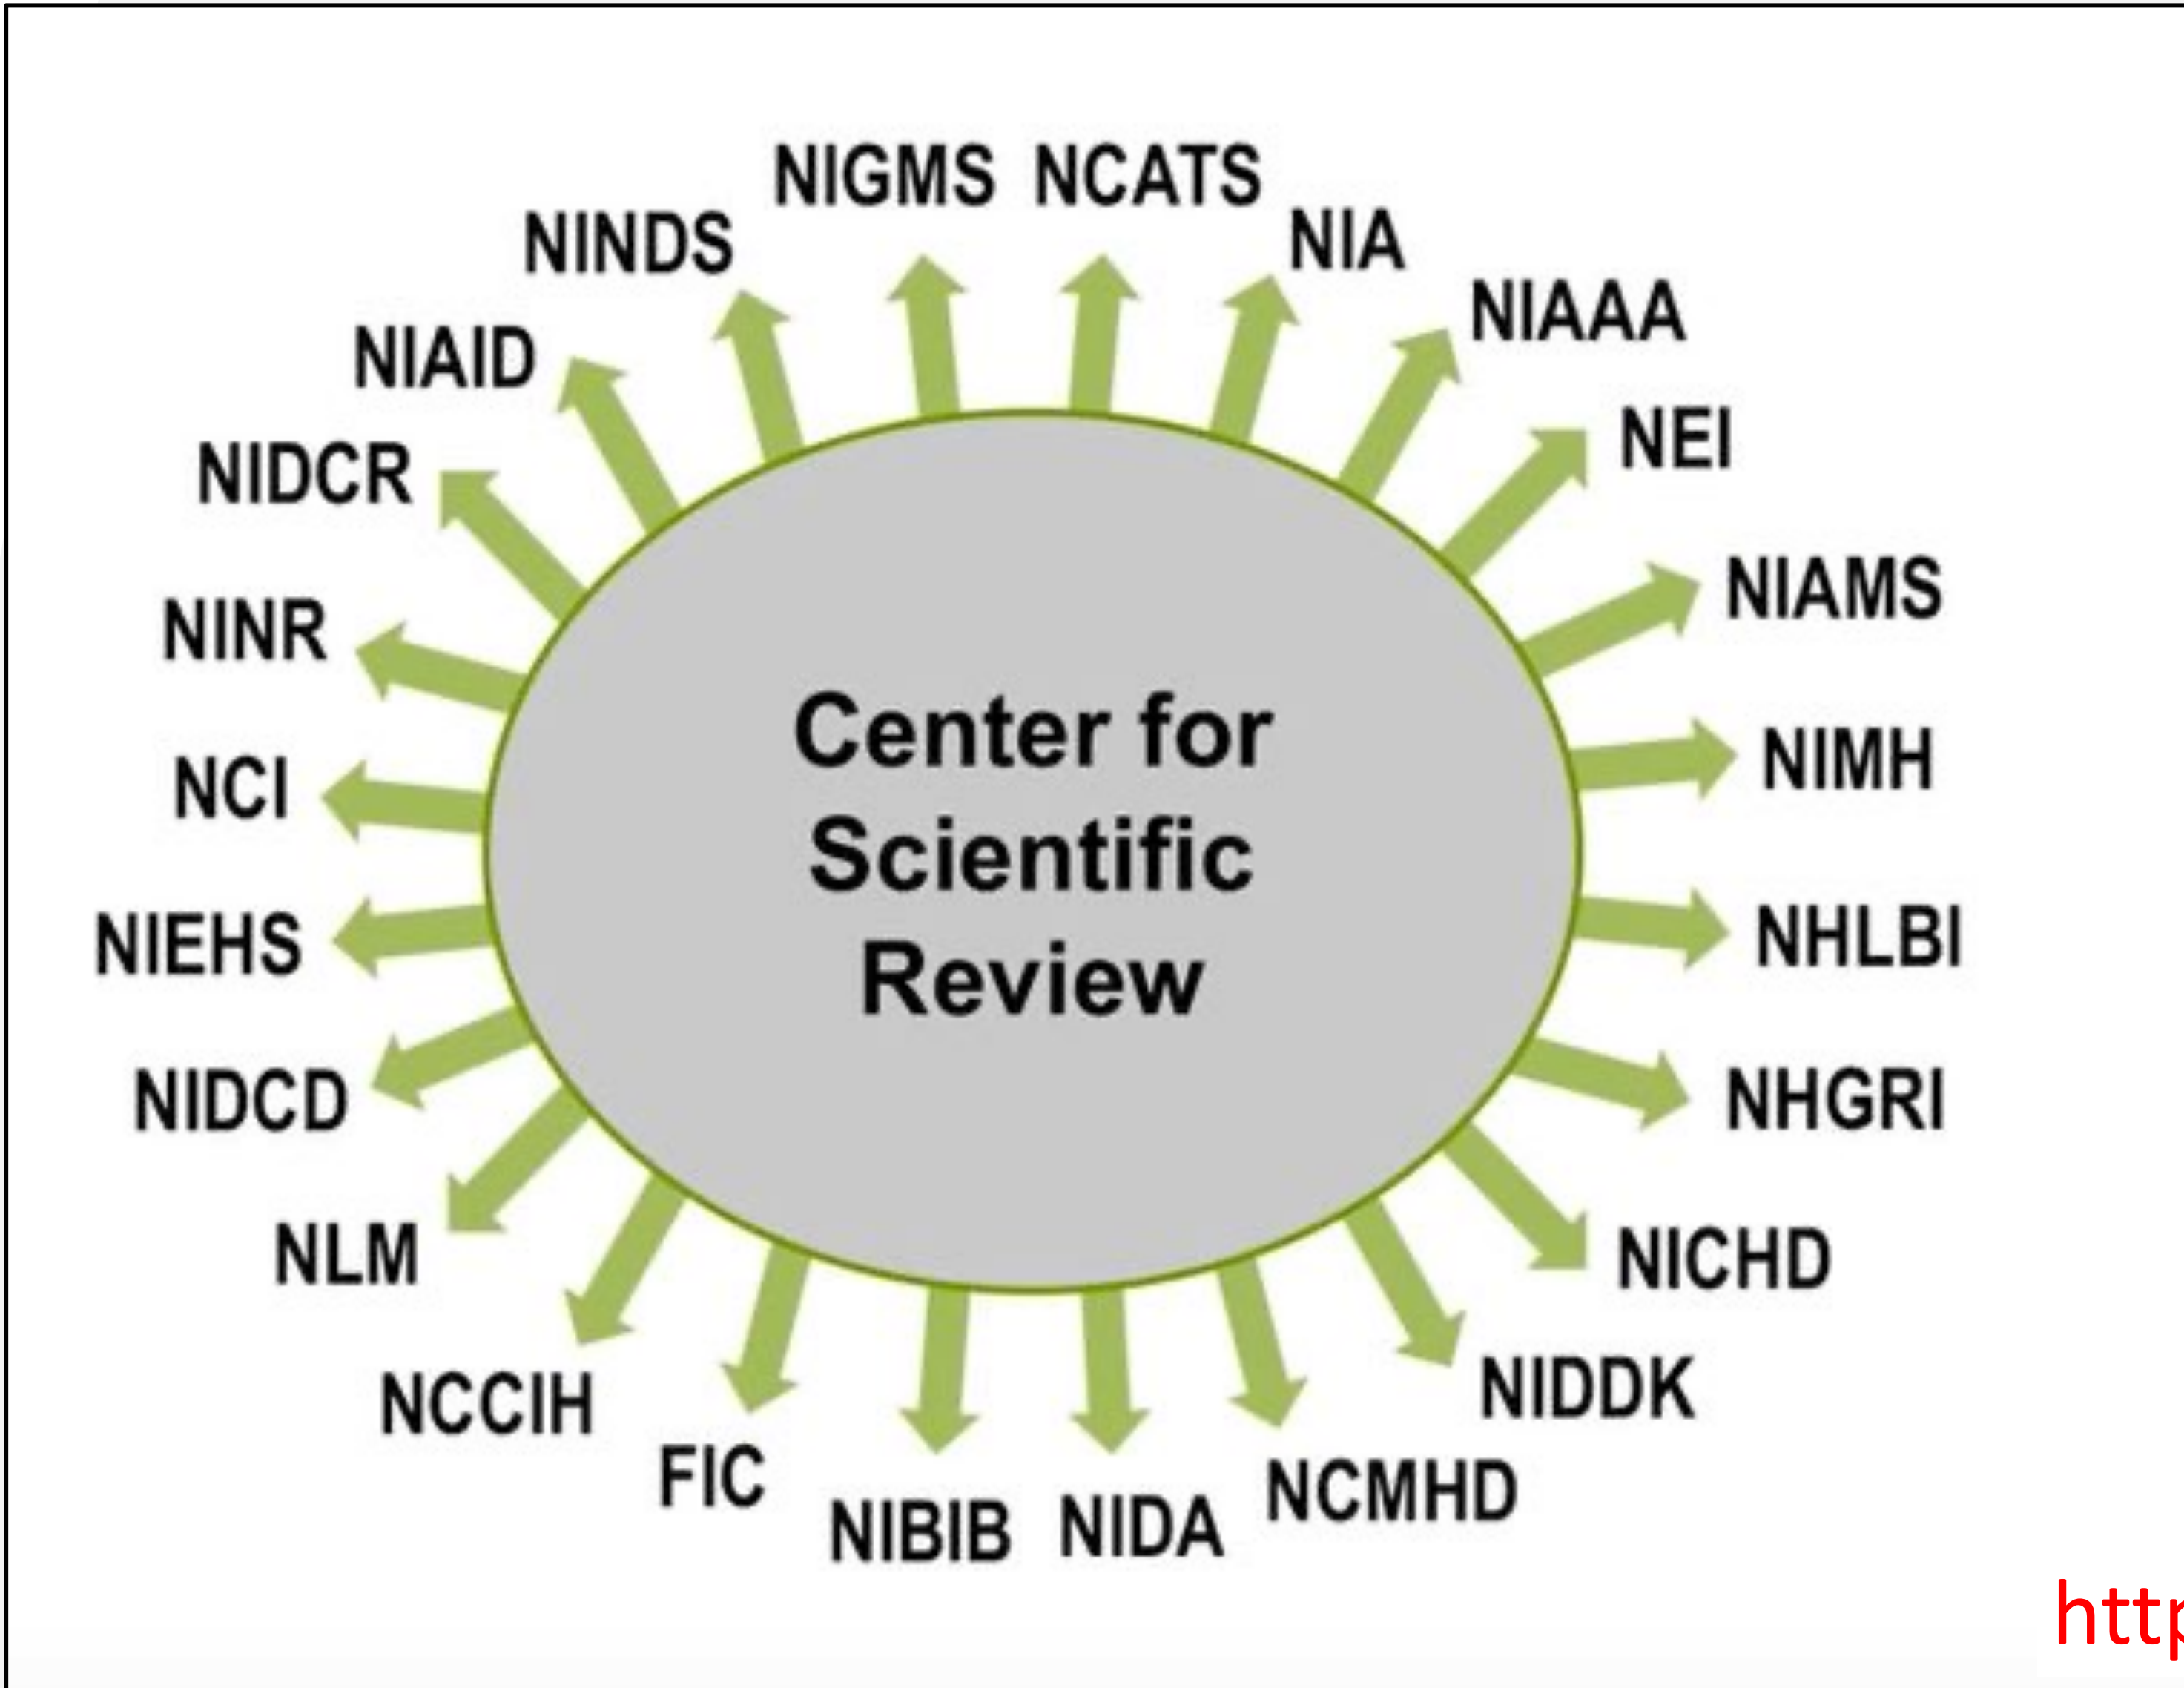 NIGMS NCATS
NINDS
NIA
NIAAA
NIAID
NEI
NIDCR
NIAMS
NINR
Center for
Scientific
Review
NIMH
NCI
NHLBI
NIEHS
NHGRI
NIDCD
NLM
NICHD
NIDDK
NCCIH
FIC
NCMHD
NIBIB NIDA
http